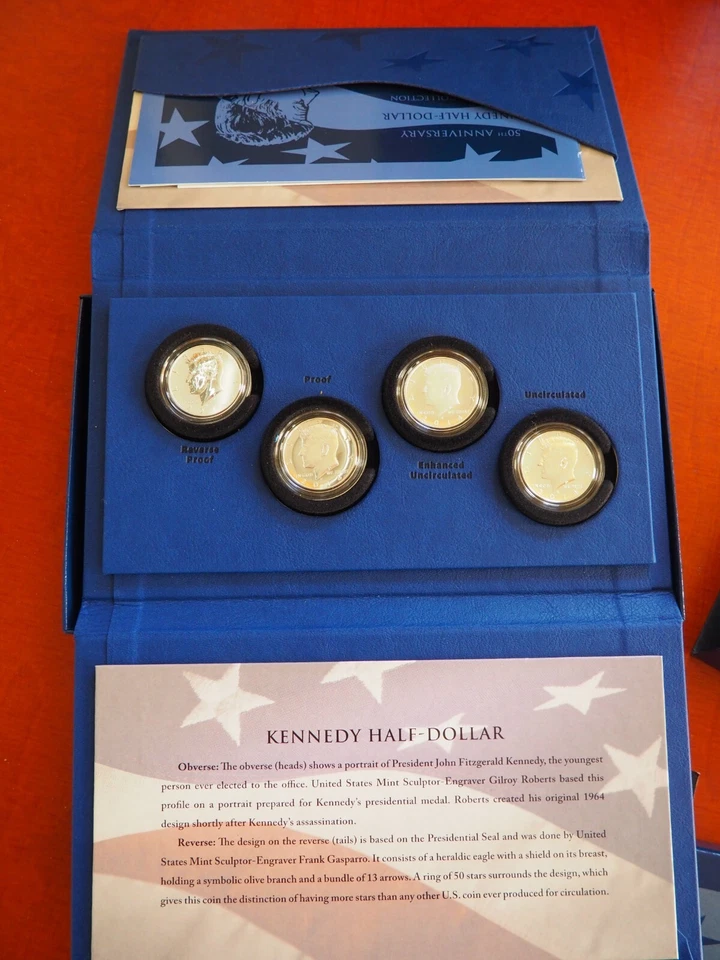 50TH ANNIVERSARY
KENNEDY HALF-DOLLAR
COLLECTION
Proof
Uncirculated
Reverse
Proof
Enhanced
Uncirculated
KENNEDY HALF-DOLLAR
Obverse: The obverse (heads) shows a portrait of President John Fitzgerald Kennedy, the youngest
person ever elected to the office. United States Mint Sculptor-Engraver Gilroy Roberts based this
profile on a portrait prepared for Kennedy's presidential medal. Roberts created his original 1964
design shortly after Kennedy's assassination.
Reverse: The design on the reverse (tails) is based on the Presidential Seal and was done by United
States Mint Sculptor-Engraver Frank Gasparro. It consists of a heraldic eagle with a shield on its breast,
holding a symbolic olive branch and a bundle of 13 arrows. A ring of 50 stars surrounds the design, which
gives this coin the distinction of having more stars than any other U.S. coin ever produced for circulation.